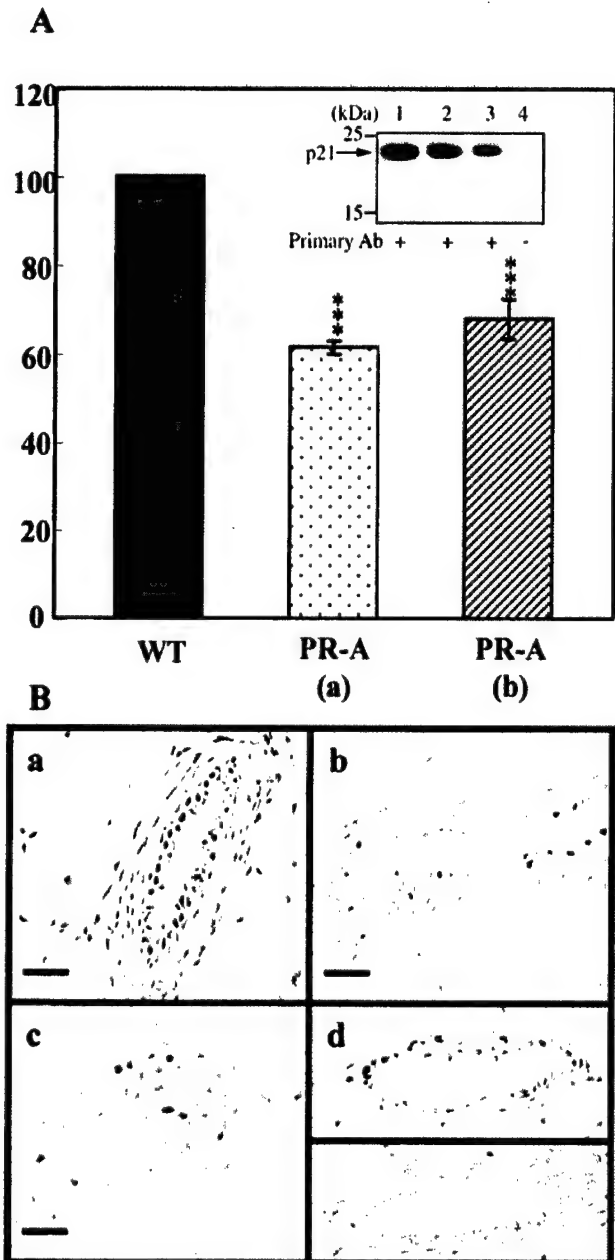 A
120
(kDa) 1 2 3 4
25
p21
100
15
Primary Ab + + + -
80
***
***
60
40
20
0
WT PR-A PR-A
(a) (b)
B
a b
c d